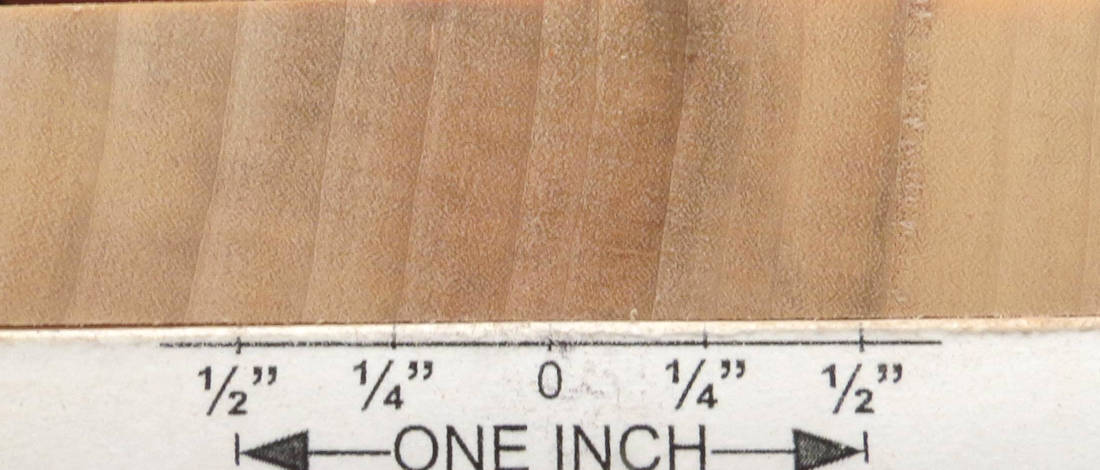 ½” ¼” 0 ¼” ½”
ONE INCH